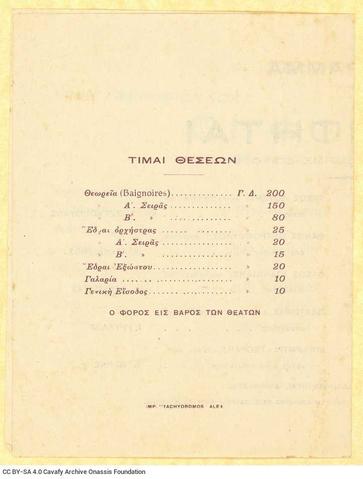 ΤΙΜΑΙ ΘΕΣΕΩΝ
Θεωρεῖα (Baignoires) Γ. Δ. 200
Α΄. Σειρᾶς » 150
Β΄. » » 80
Ἕδραι ὀρχήστρας » 25
» Α΄. Σειρᾶς » 20
» Β΄. » » 15
Ἕδραι Ἐξώστου » 20
Γαλαρία » 10
Γενικὴ Εἴσοδος » 10
Ο ΦΟΡΟΣ ΕΙΣ ΒΑΡΟΣ ΤΩΝ ΘΕΑΤΩΝ
IMP. TACHYDROMOS - ALEX
CC BY-SA 4.0 Cavafy Archive Onassis Foundation